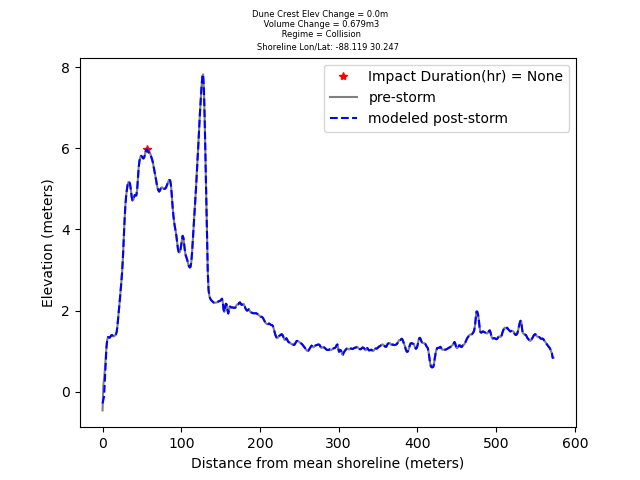 Dune Crest Elev Change = 0.0m
Volume Change = 0.679m3
Regime = Collision
Shoreline Lon/Lat: -88.119 30.247
Impact Duration(hr) = None
pre-storm
modeled post-storm
Elevation (meters)
8
6
4
2
0
0 100 200 300 400 500 600
Distance from mean shoreline (meters)